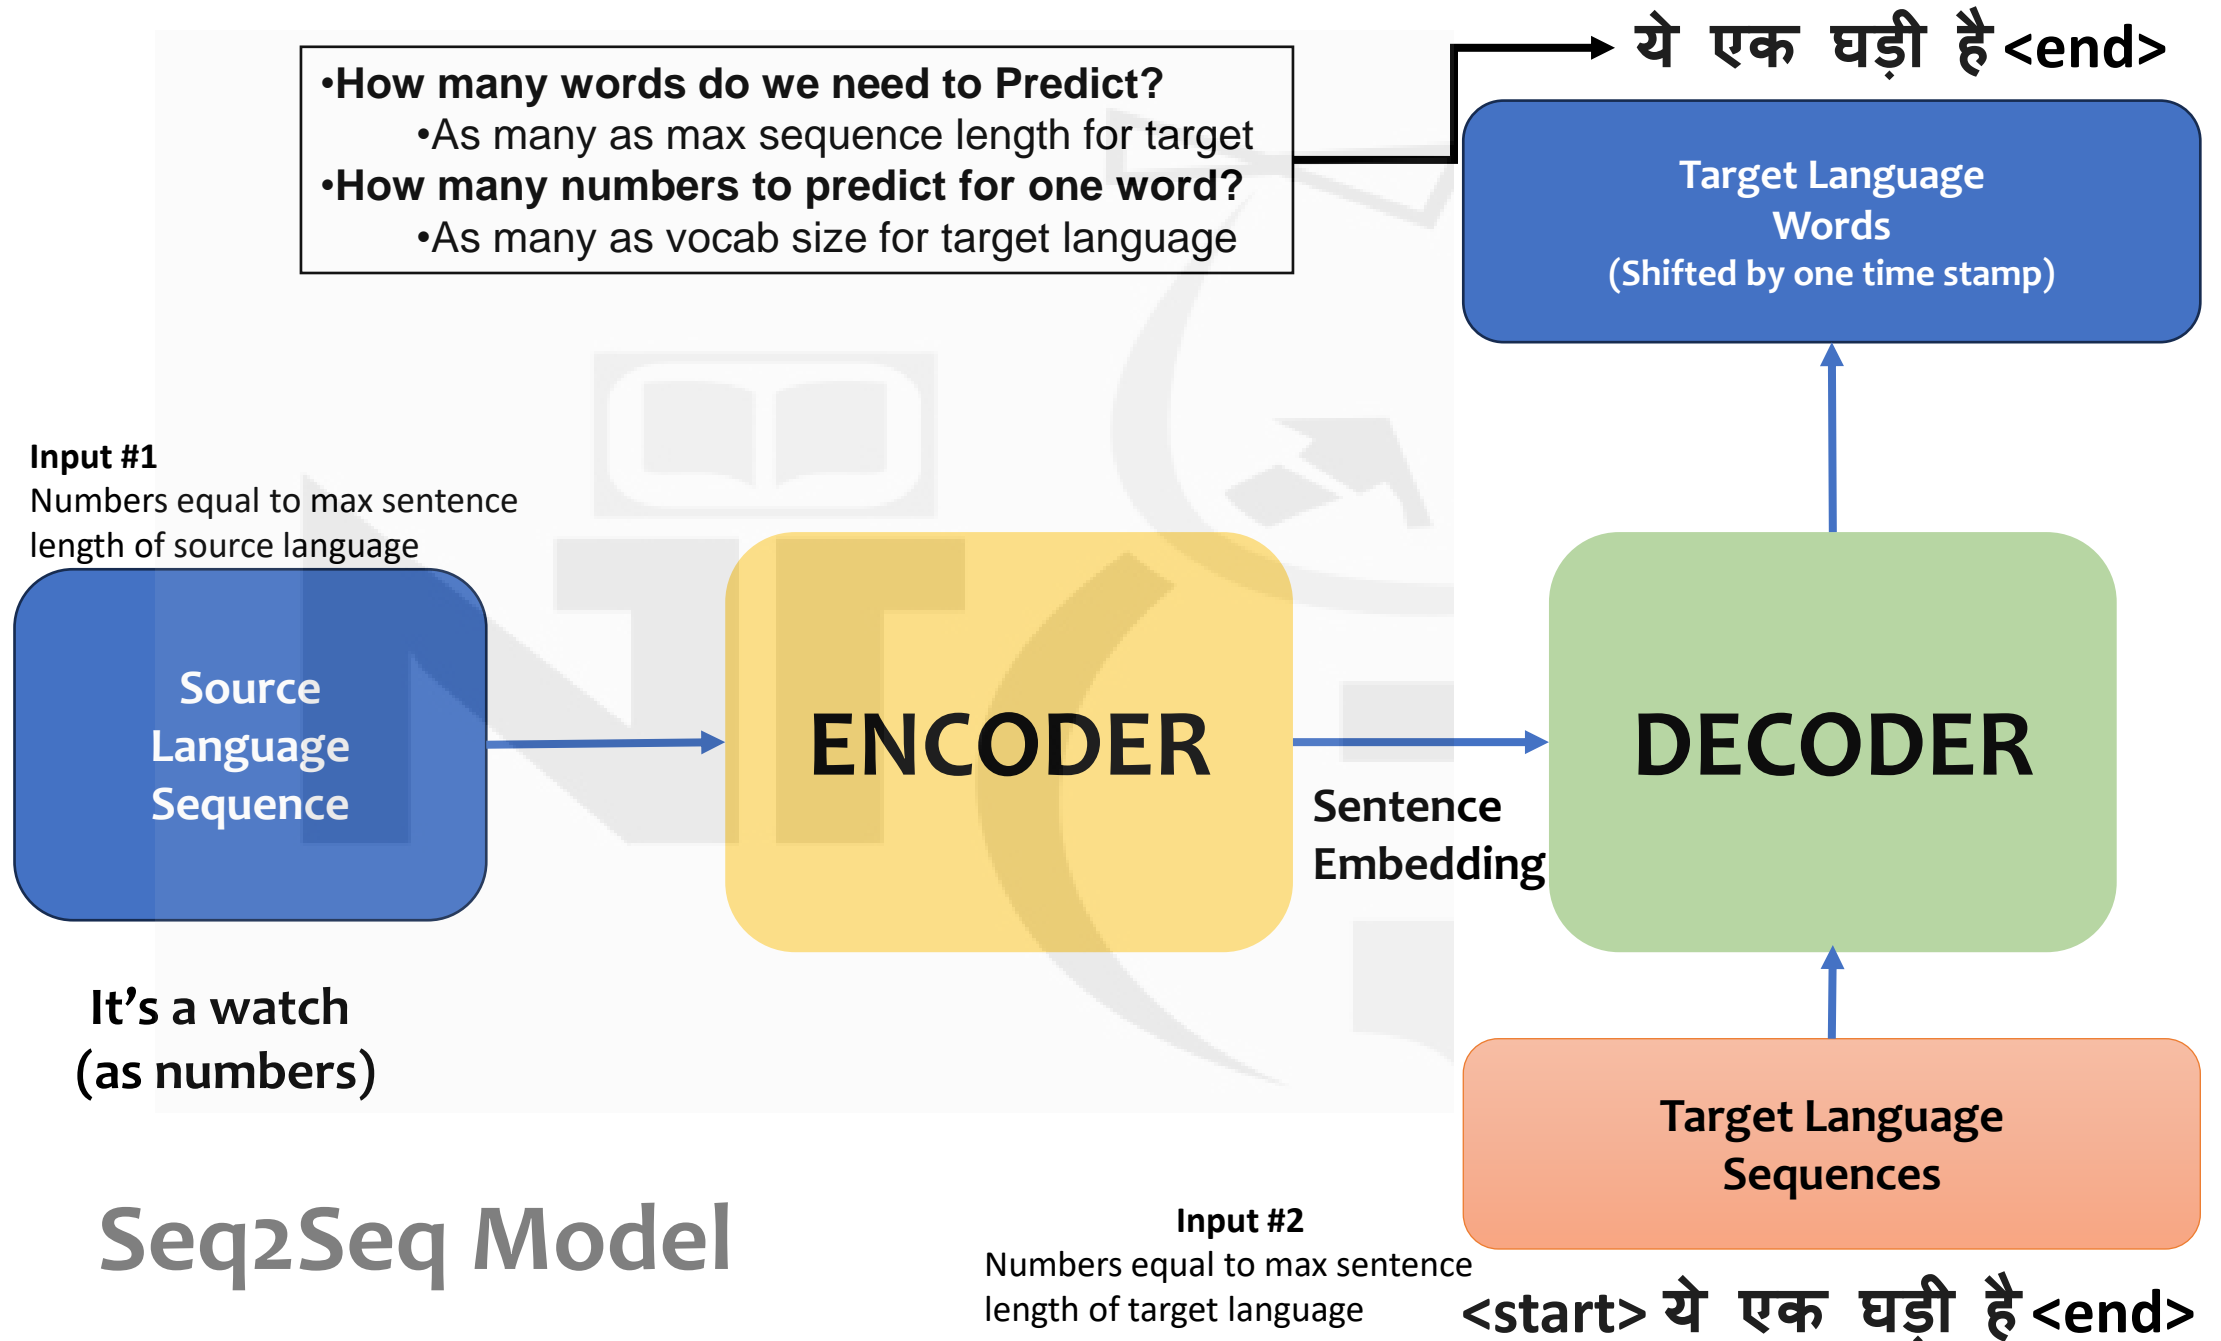 •How many words do we need to Predict?
•As many as max sequence length for target
•How many numbers to predict for one word?
•As many as vocab size for target language
ये एक घड़ी है <end>
Target Language
Words
(Shifted by one time stamp)
Input #1
Numbers equal to max sentence
length of source language
Source
Language
Sequence
ENCODER
Sentence
Embedding
DECODER
It's a watch
(as numbers)
Target Language
Sequences
Seq2Seq Model
Input #2
Numbers equal to max sentence
length of target language
<start> ये एक घड़ी है <end>